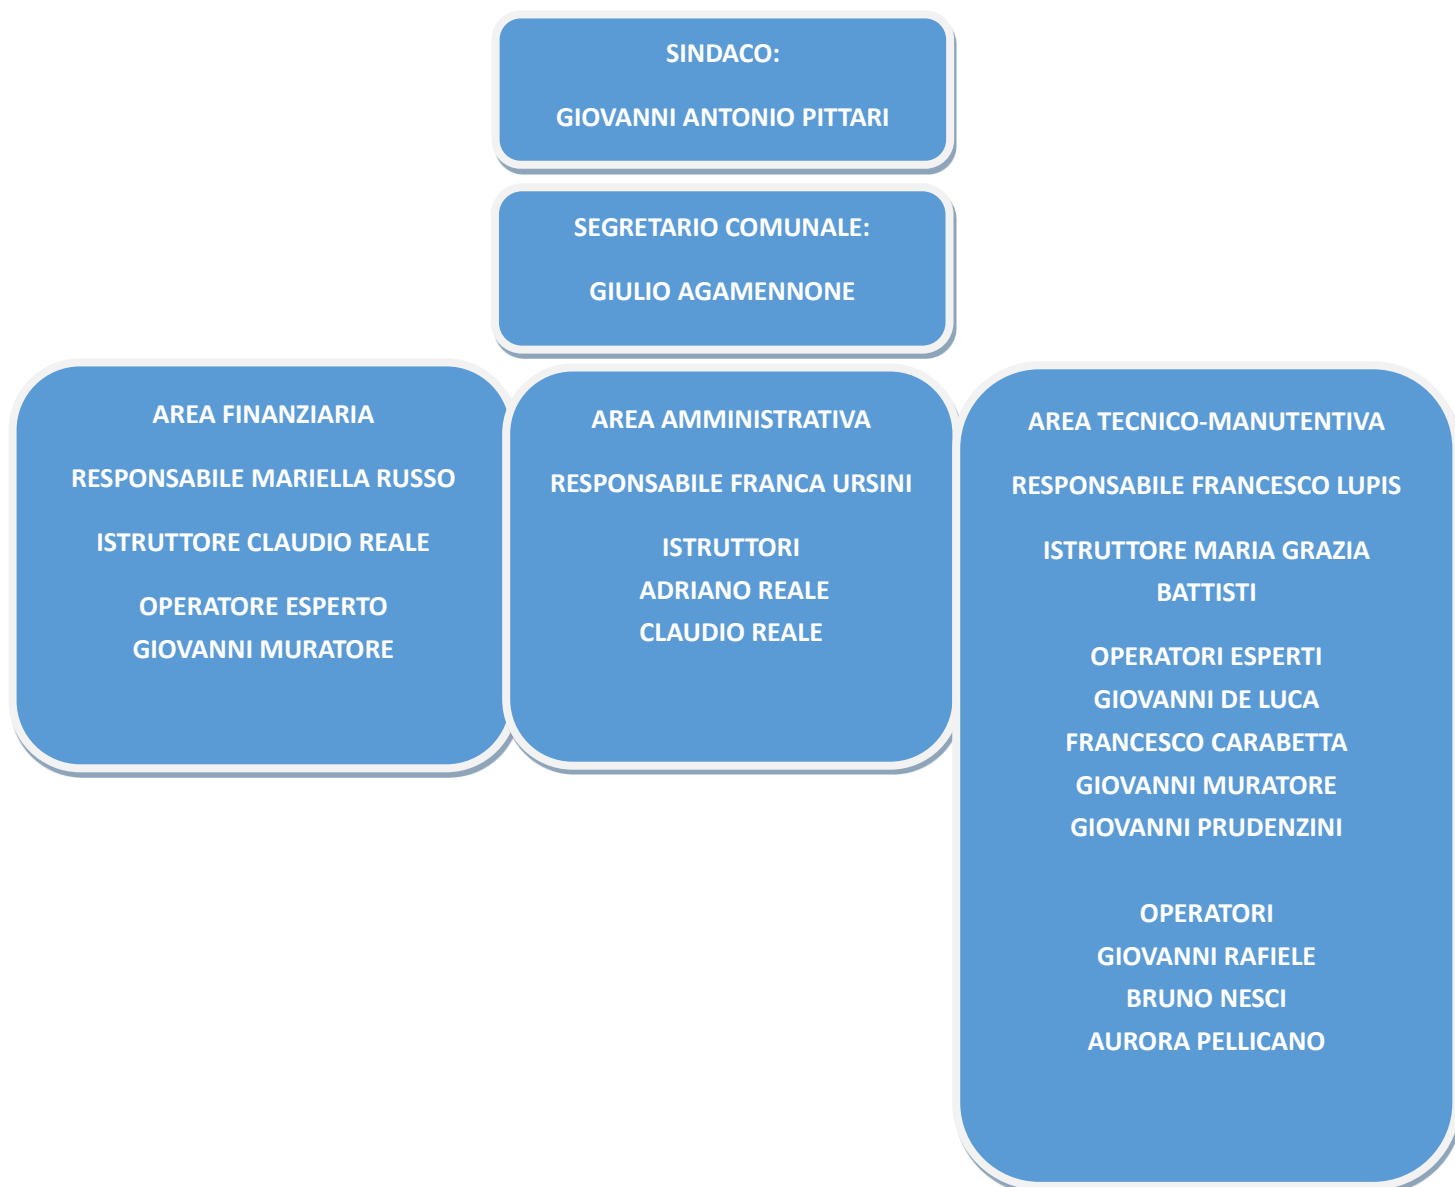 SINDACO:
GIOVANNI ANTONIO PITTARI
SEGRETARIO COMUNALE:
GIULIO AGAMENNONE
AREA FINANZIARIA
RESPONSABILE MARIELLA RUSSO
ISTRUTTORE CLAUDIO REALE
OPERATORE ESPERTO
GIOVANNI MURATORE
AREA AMMINISTRATIVA
RESPONSABILE FRANCA URSINI
ISTRUTTORI
ADRIANO REALE
CLAUDIO REALE
AREA TECNICO-MANUTENTIVA
RESPONSABILE FRANCESCO LUPIS
ISTRUTTORE MARIA GRAZIA
BATTISTI
OPERATORI ESPERTI
GIOVANNI DE LUCA
FRANCESCO CARABETTA
GIOVANNI MURATORE
GIOVANNI PRUDENZINI
OPERATORI
GIOVANNI RAFIELE
BRUNO NESCI
AURORA PELLICANO